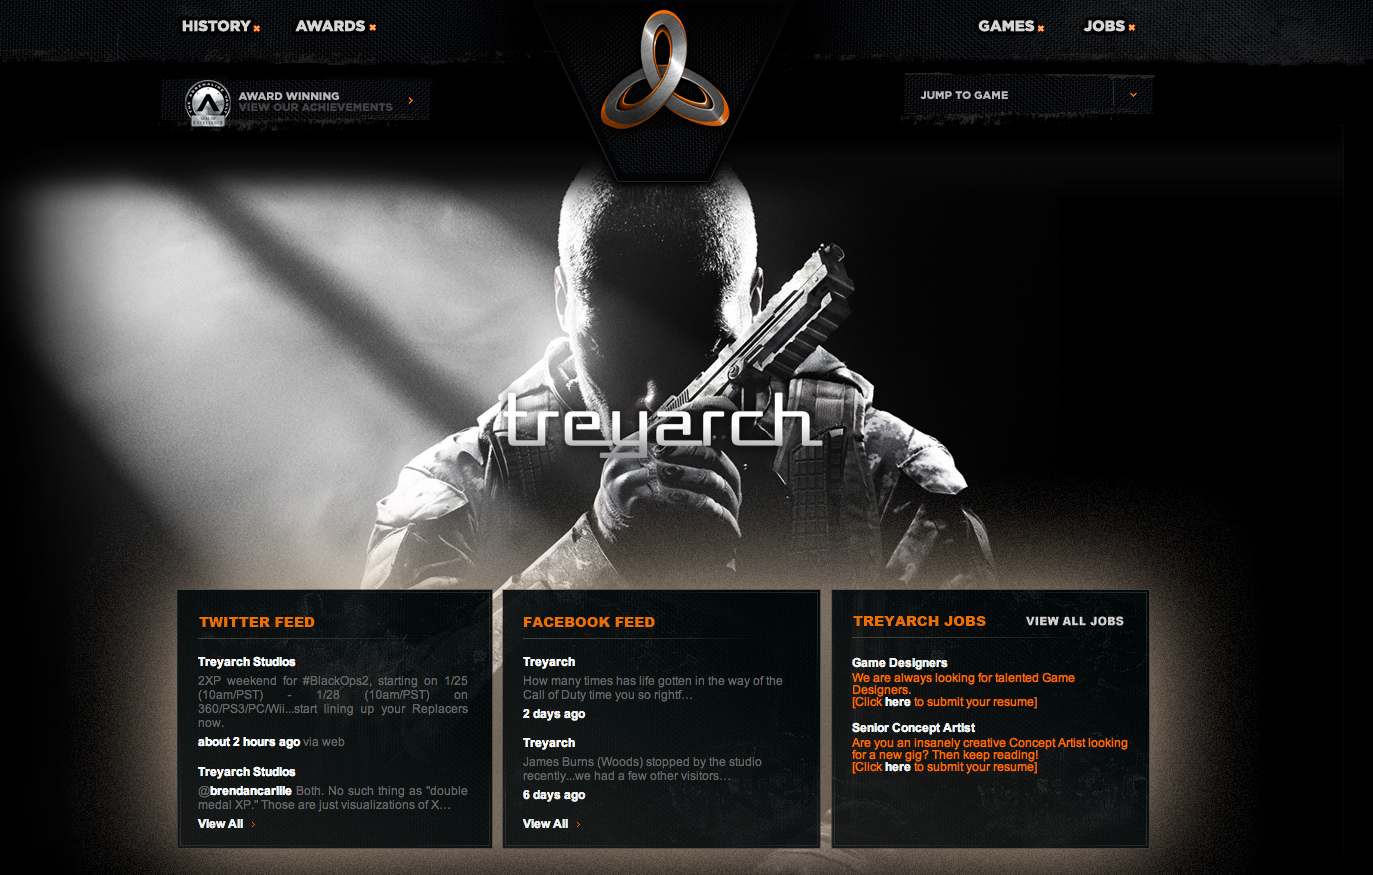 HISTORY
AWARDS
GAMES
JOBS
AWARD WINNING
VIEW OUR ACHIEVEMENTS
JUMP TO GAME
treyarch
TWITTER FEED
Treyarch Studios
2XP weekend for #BlackOps2, starting on 1/25
(10am/PST) - 1/28 (10am/PST) on
360/PS3/PC/Wii...start lining up your Replacers
now.
about 2 hours ago via web
Treyarch Studios
@brendancarlile Both. No such thing as "double
medal XP." Those are just visualizations of X…
View All
FACEBOOK FEED
Treyarch
How many times has life gotten in the way of the
Call of Duty time you so rightf…
2 days ago
Treyarch
James Burns (Woods) stopped by the studio
recently...we had a few other visitors…
6 days ago
View All
TREYARCH JOBS
VIEW ALL JOBS
Game Designers
We are always looking for talented Game
Designers.
[Click here to submit your resume]
Senior Concept Artist
Are you an insanely creative Concept Artist looking
for a new gig? Then keep reading!
[Click here to submit your resume]